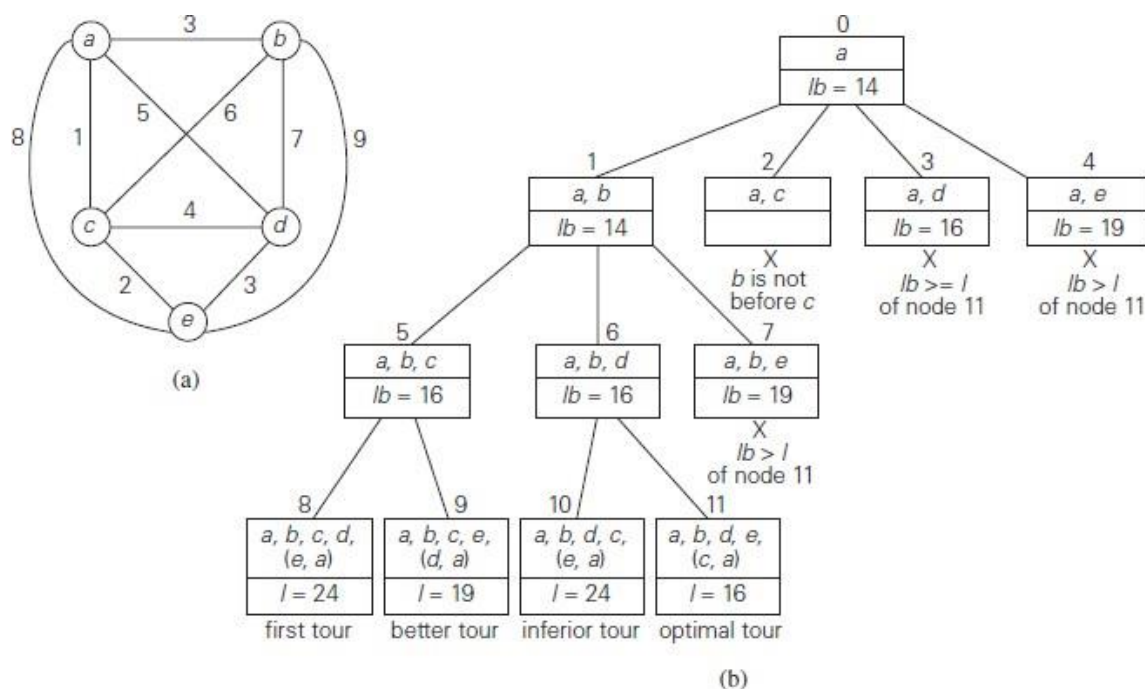 3
a
b
5
6
8
1
7
9
4
c
d
2
3
e
(a)
0
a
lb = 14
1
2
3
4
a, b
a, c
a, d
a, e
lb = 14
lb = 16
lb = 19
X
X
X
b is not
before c
lb >= l
of node 11
lb > l
of node 11
5
6
7
a, b, c
a, b, d
a, b, e
lb = 16
lb = 16
lb = 19
X
lb > l
of node 11
8
9
10
11
a, b, c, d,
(e, a)
a, b, c, e,
(d, a)
a, b, d, c,
(e, a)
a, b, d, e,
(c, a)
l = 24
l = 19
l = 24
l = 16
first tour
better tour
inferior tour
optimal tour
(b)